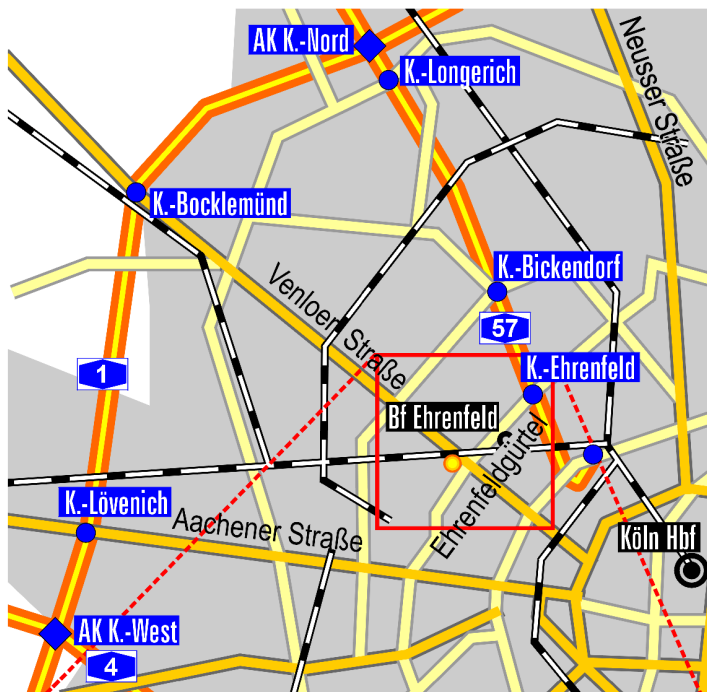 AK K.-Nord
K.-Longerich
Neusser Straße
K.-Bocklemünd
K.-Bickendorf
Venloer Straße
57
1
K.-Ehrenfeld
Bf Ehrenfeld
Ehrenfeldgürtel
K.-Lövenich
Aachener Straße
Köln Hbf
AK K.-West
4